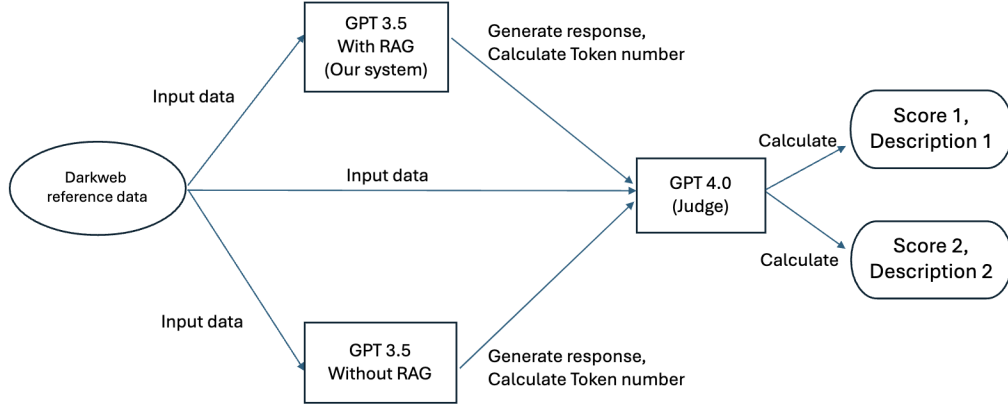 GPT 3.5
With RAG
(Our system)
Generate response,
Calculate Token number
Input data
Score 1,
Description 1
Calculate
Darkweb
reference data
Input data
GPT 4.0
(Judge)
Calculate
Score 2,
Description 2
Input data
GPT 3.5
Without RAG
Generate response,
Calculate Token number